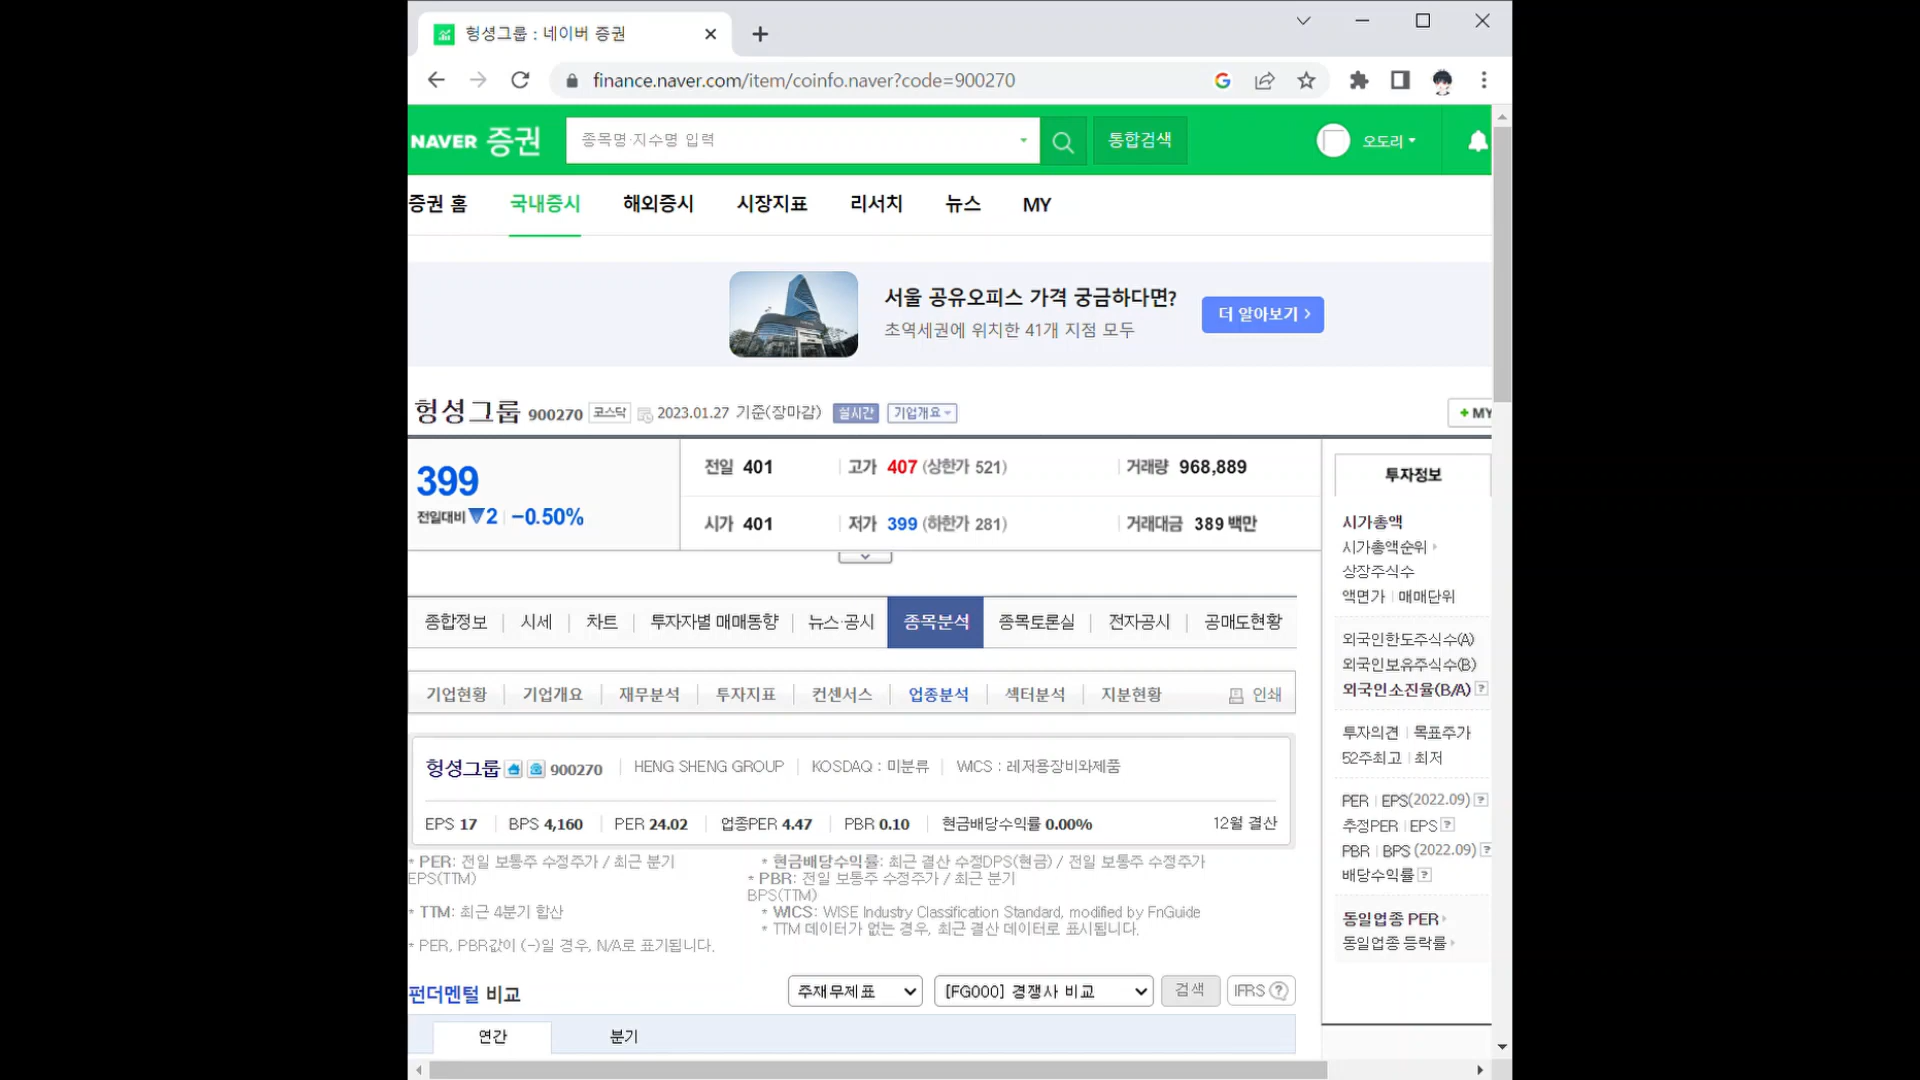 헝셩그룹 : 네이버 증권
finance.naver.com/item/coinfo.naver?code=900270
NAVER 증권
종목명·지수명 입력
통합검색
오도리
증권 홈 국내증시 해외증시 시장지표 리서치 뉴스 MY
서울 공유오피스 가격 궁금하다면?
초역세권에 위치한 41개 지점 모두
더 알아보기 >
헝셩그룹 900270 코스닥 2023.01.27 기준(장마감) 실시간 기업개요
+ MY
399
전일대비 ▼2 -0.50%
전일 401 고가 407 (상한가 521) 거래량 968,889
시가 401 저가 399 (하한가 281) 거래대금 389 백만
투자정보
시가총액
시가총액순위
상장주식수
액면가 | 매매단위
외국인한도주식수(A)
외국인보유주식수(B)
외국인소진율(B/A) ?
투자의견 | 목표주가
52주최고 | 최저
PER | EPS(2022.09) ?
추정PER | EPS ?
PBR | BPS (2022.09) ?
배당수익률 ?
동일업종 PER
동일업종 등락률
종합정보 시세 차트 투자자별 매매동향 뉴스·공시 종목분석 종목토론실 전자공시 공매도현황
기업현황 기업개요 재무분석 투자지표 컨센서스 업종분석 섹터분석 지분현황 인쇄
헝셩그룹 900270 HENG SHENG GROUP KOSDAQ : 미분류 WICS : 레저용장비와제품
EPS 17 BPS 4,160 PER 24.02 업종PER 4.47 PBR 0.10 현금배당수익률 0.00% 12월 결산
* PER: 전일 보통주 수정주가 / 최근 분기
EPS(TTM)
* TTM: 최근 4분기 합산
* PER, PBR값이 (-)일 경우, N/A로 표기됩니다.
* 현금배당수익률: 최근 결산 수정DPS(현금) / 전일 보통주 수정주가
* PBR: 전일 보통주 수정주가 / 최근 분기
BPS(TTM)
* WICS: WISE Industry Classification Standard, modified by FnGuide
* TTM 데이터가 없는 경우, 최근 결산 데이터로 표시됩니다.
펀더멘털 비교
주재무제표 [FG000] 경쟁사 비교 검색 IFRS ?
연간 분기